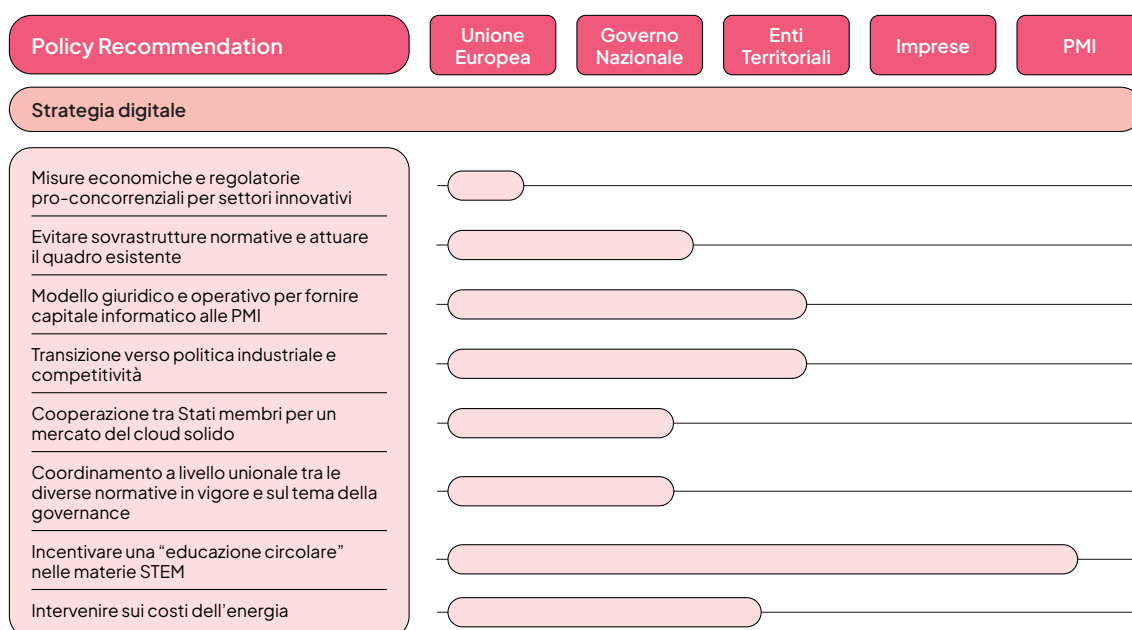 Policy Recommendation
Unione
Europea
Governo
Nazionale
Enti
Territoriali
Imprese
PMI
Strategia digitale
Misure economiche e regolatorie
pro-concorrenziali per settori innovativi
Evitare sovrastrutture normative e attuare
il quadro esistente
Modello giuridico e operativo per fornire
capitale informatico alle PMI
Transizione verso politica industriale e
competitività
Cooperazione tra Stati membri per un
mercato del cloud solido
Coordinamento a livello unionale tra le
diverse normative in vigore e sul tema della
governance
Incentivare una “educazione circolare”
nelle materie STEM
Intervenire sui costi dell’energia